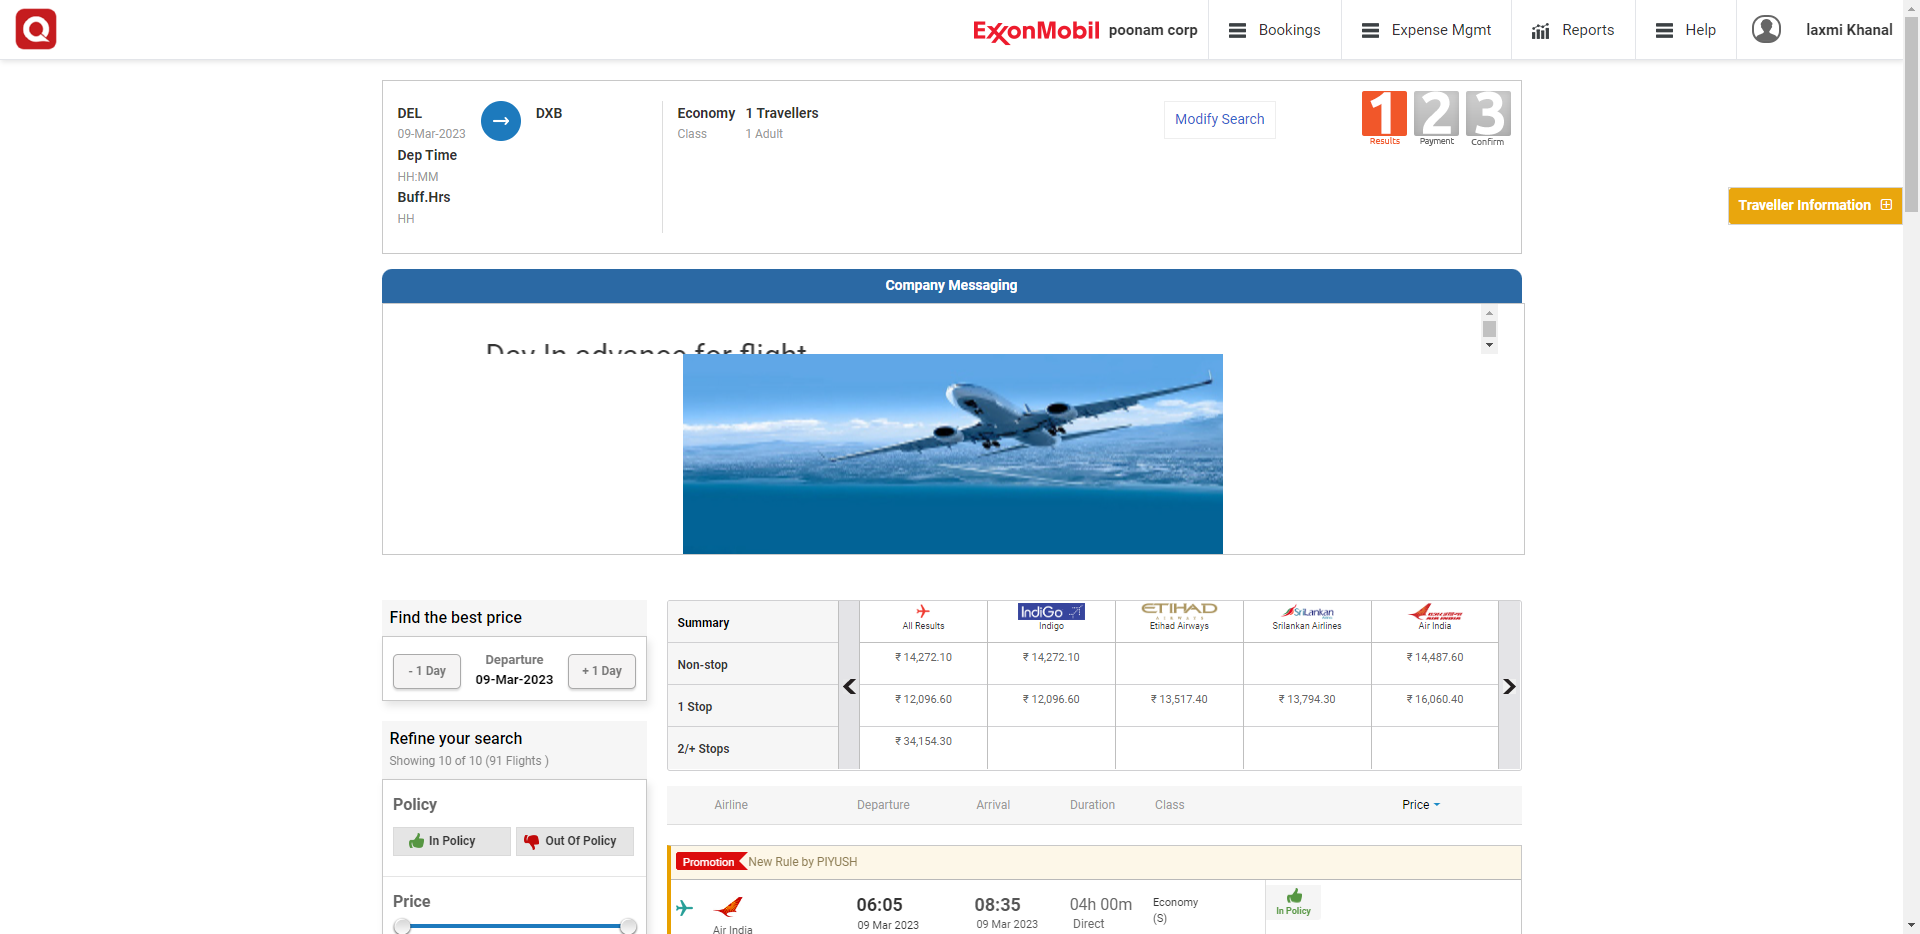 ExxonMobil poonam corp Bookings Expense Mgmt Reports Help laxmi Khanal
DEL DXB
09-Mar-2023
Dep Time
HH:MM
Buff.Hrs
HH
Economy 1 Travellers
Class 1 Adult
Modify Search
1 2 3
Results Payment Confirm
Traveller Information
Company Messaging
Day In advance for flight
Find the best price
- 1 Day Departure + 1 Day
09-Mar-2023
Refine your search
Showing 10 of 10 (91 Flights )
Policy
In Policy Out Of Policy
Price
Summary All Results IndiGo Indigo ETIHAD AIRWAYS Etihad Airways SriLankan Srilankan Airlines AIR INDIA Air India
Non-stop ₹ 14,272.10 ₹ 14,272.10 ₹ 14,487.60
1 Stop ₹ 12,096.60 ₹ 12,096.60 ₹ 13,517.40 ₹ 13,794.30 ₹ 16,060.40
2/+ Stops ₹ 34,154.30
Airline Departure Arrival Duration Class Price
Promotion New Rule by PIYUSH
06:05 08:35 04h 00m Economy
Air India 09 Mar 2023 09 Mar 2023 Direct (S)
In Policy